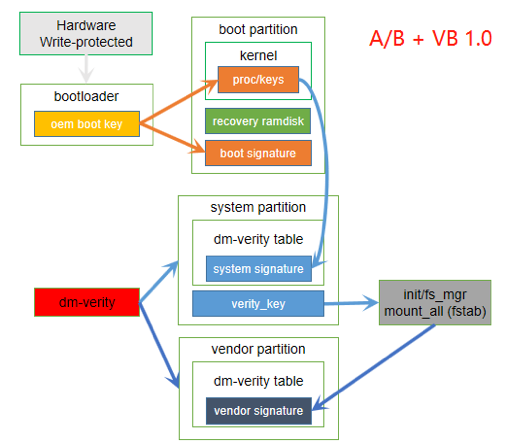 Hardware
Write-protected
boot partition
A/B + VB 1.0
kernel
proc/keys
bootloader
oem boot key
recovery ramdisk
boot signature
system partition
dm-verity table
system signature
dm-verity
verity_key
init/fs_mgr
mount_all (fstab)
vendor partition
dm-verity table
vendor signature